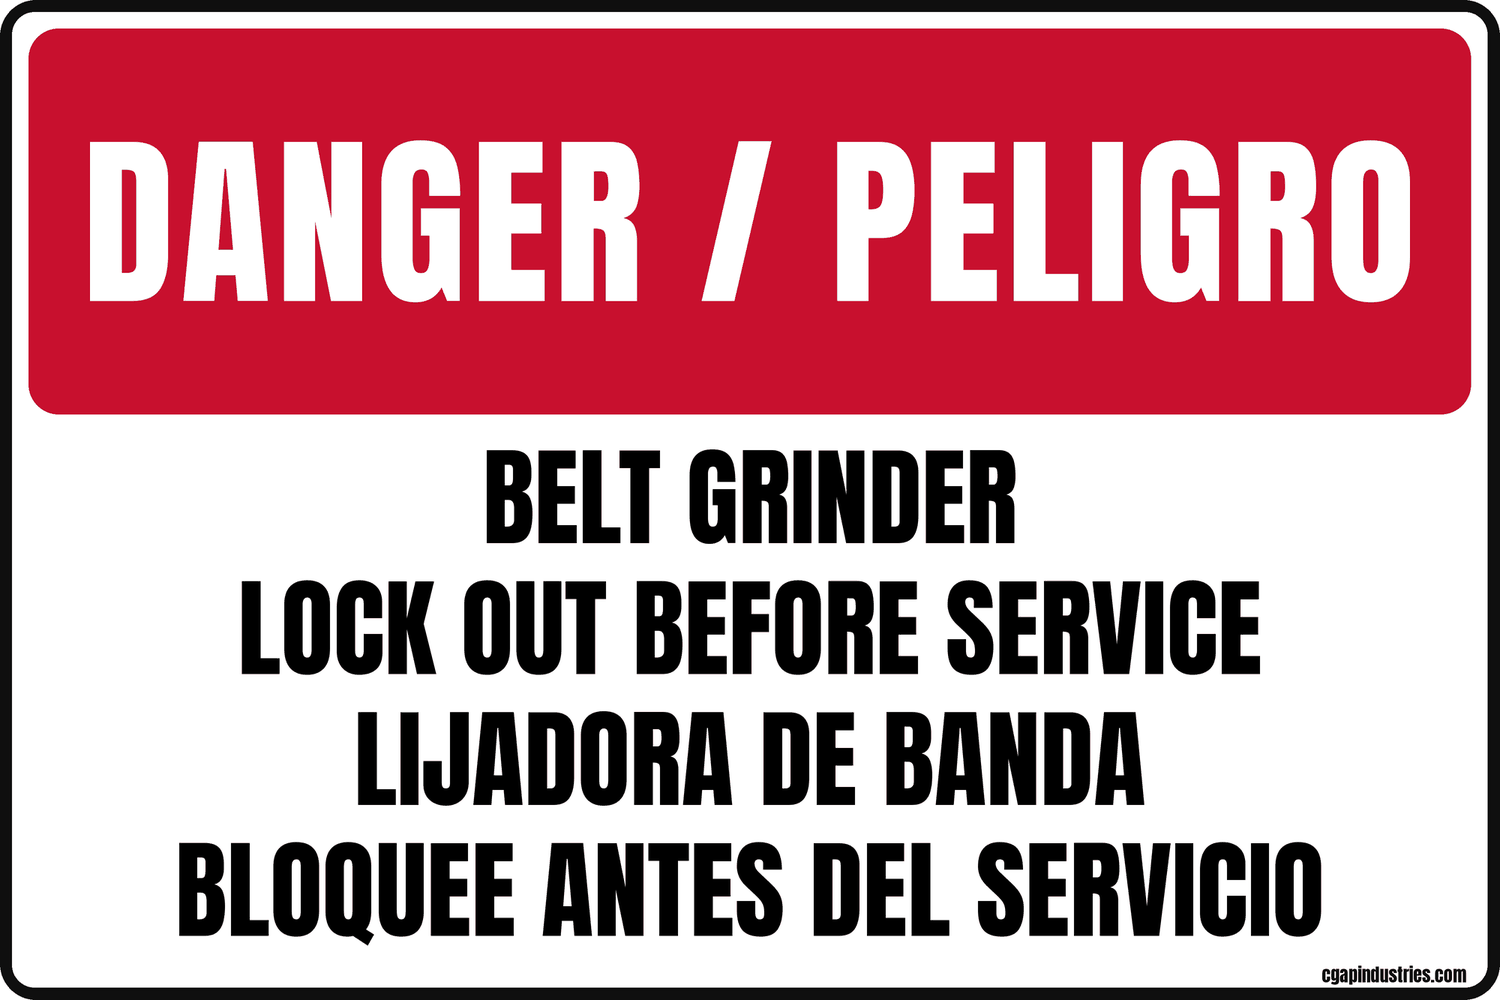 DANGER / PELIGRO
BELT GRINDER
LOCK OUT BEFORE SERVICE
LIJADORA DE BANDA
BLOQUEE ANTES DEL SERVICIO
cgapindustries.com